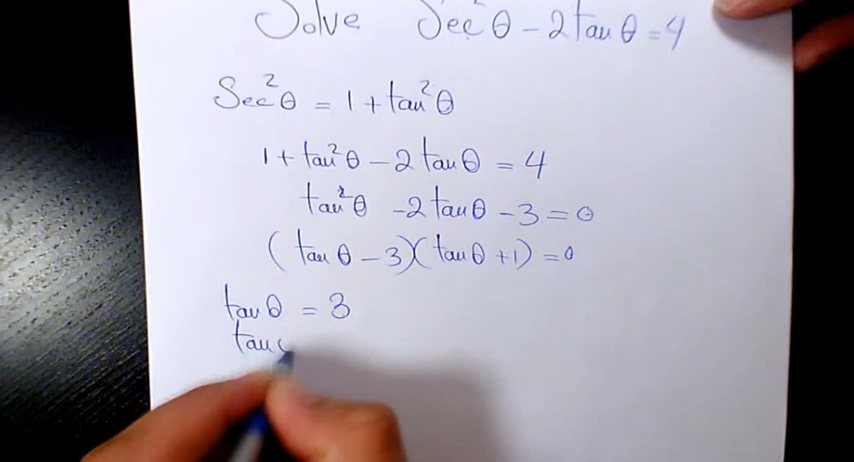 Solve Sec²θ - 2tanθ = 4
Sec²θ = 1 + tan²θ
1 + tan²θ - 2tanθ = 4
tan²θ - 2tanθ - 3 = 0
(tanθ - 3)(tanθ + 1) = 0
tanθ = 3
tan